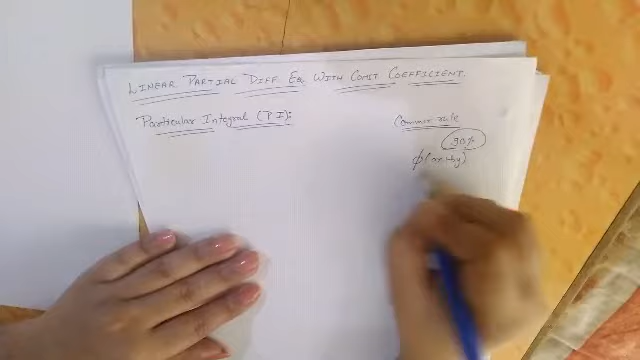 LINEAR PARTIAL DIFF EQ. WITH CONST COEFFICIENT.
Particular Integral (P.I):
Common rule
30%
ϕ(ax+by)